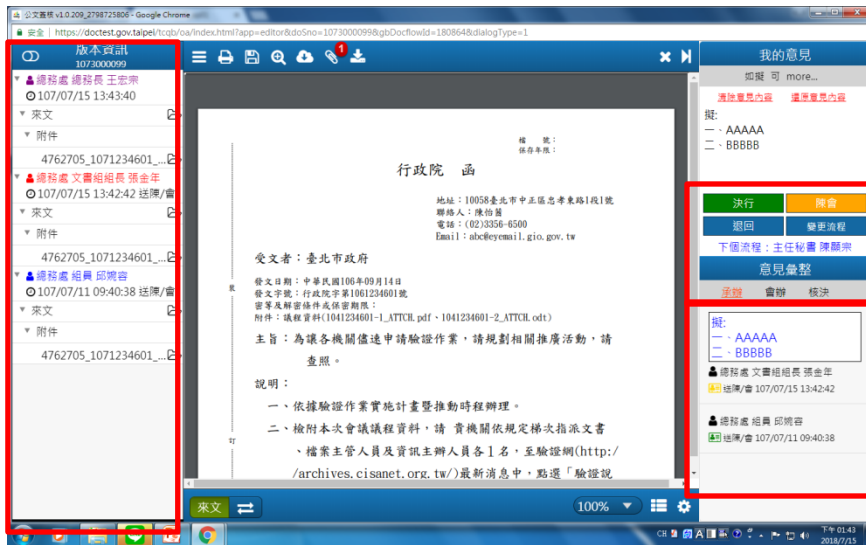 公文簽核 v1.0.209_2798725806 - Google Chrome
安全 | https://doctest.gov.taipei/tcqb/oa/index.html?app=editor&doSno=1073000099&gbDocflowId=180864&dialogType=1
版本資訊
1073000099
總務處 總務長 王宏宗
107/07/15 13:43:40
來文
附件
4762705_1071234601_...
總務處 文書組組長 張金年
107/07/15 13:42:42 送陳/會
來文
附件
4762705_1071234601_...
總務處 組員 邱婉容
107/07/11 09:40:38 送陳/會
來文
附件
4762705_1071234601_...
1
檔 號：
保存年限：
行政院 函
地址：10058臺北市中正區忠孝東路1段1號
聯絡人：陳怡蓄
電話：(02)3356-6500
Email：abc@eyemail.gio.gov.tw
受文者：臺北市政府
發文日期：中華民國106年09月14日
發文字號：行政院字第1061234601號
密等及解密條件或保密期限：
附件：議程資料(1041234601-1_ATTCH.pdf、1041234601-2_ATTCH.odt)
主旨：為讓各機關儘速申請驗證作業，請規劃相關推廣活動，請
查照。
說明：
一、依據驗證作業實施計畫暨推動時程辦理。
二、檢附本次會議議程資料，請 貴機關依規定梯次指派文書
訂
、檔案主管人員及資訊主辦人員各1名，至驗證網(http:/
/archives.cisanet.org.tw/)最新消息中，點選「驗證說
來文
100%
我的意見
如擬 可 more...
清除意見內容 還原意見內容
擬:
一、AAAAA
二、BBBBB
決行 陳會
退回 變更流程
下個流程：主任秘書 陳顯宗
意見彙整
承辦 會辦 核決
擬:
一、AAAAA
二、BBBBB
總務處 文書組組長 張金年
送陳/會 107/07/15 13:42:42
總務處 組員 邱婉容
送陳/會 107/07/11 09:40:38
CH
下午 01:43
2018/7/15